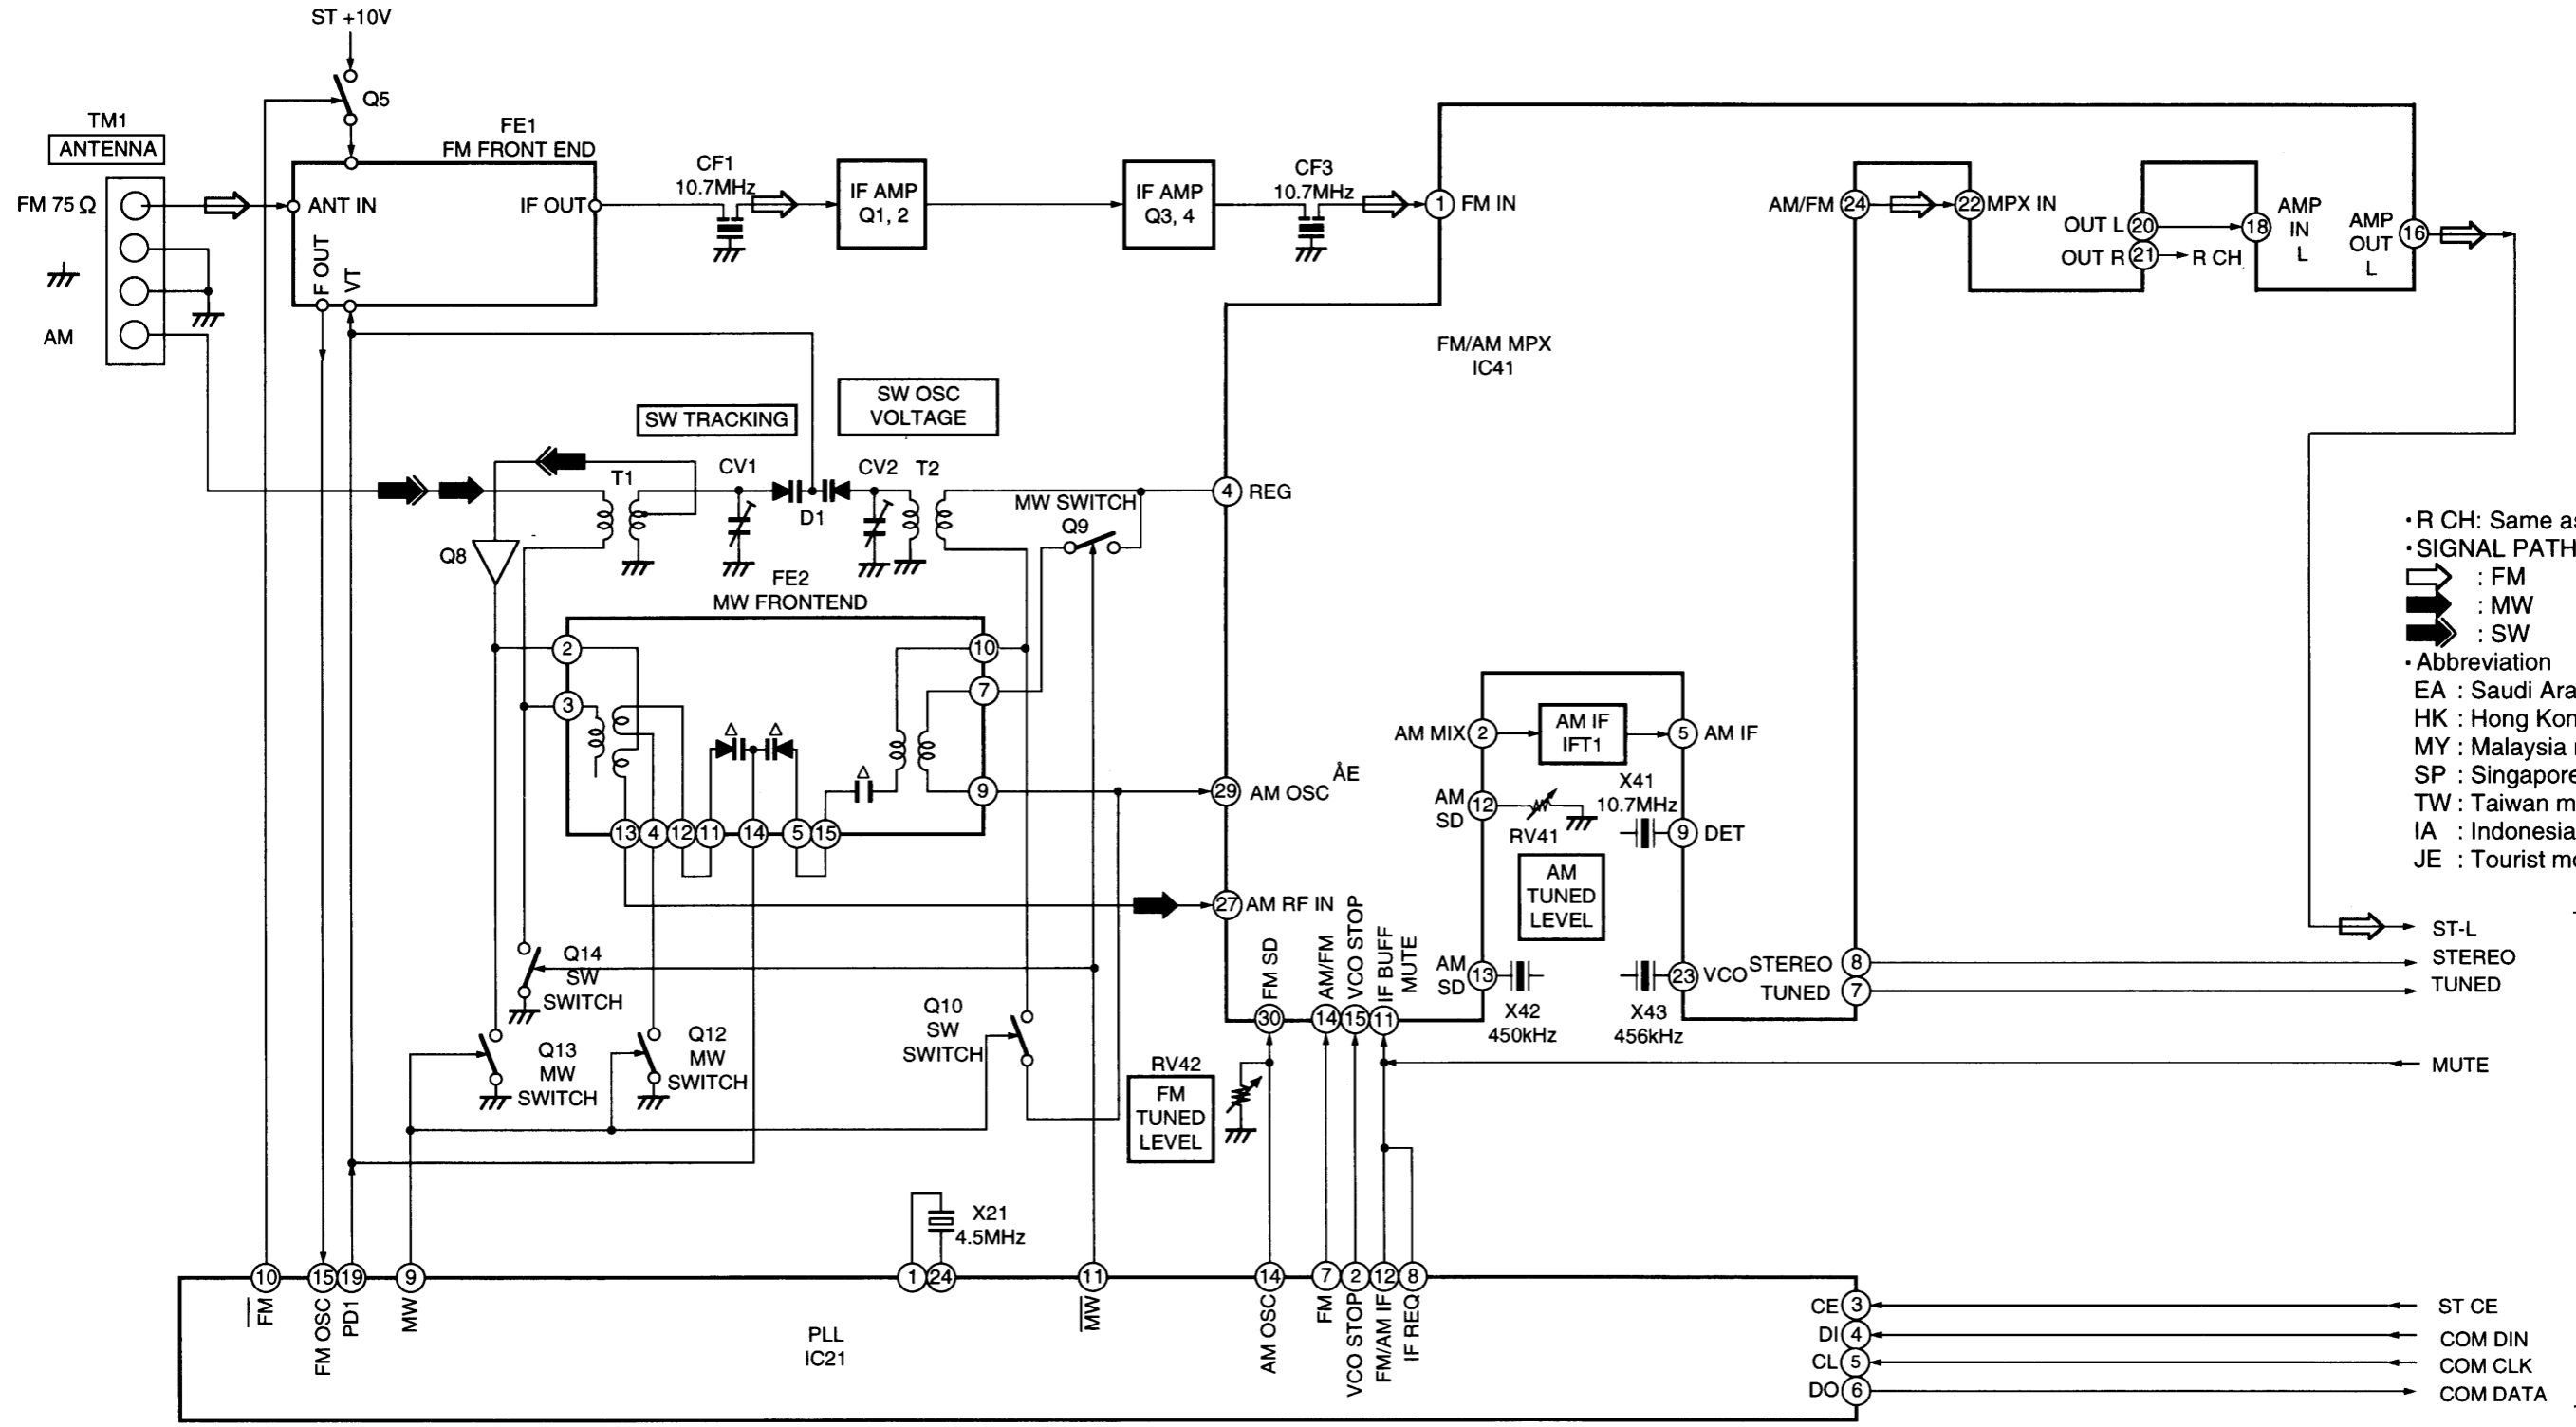 ST +10V
Q5
TM1
ANTENNA
FM 75 Ω
AM
FE1
FM FRONT END
ANT IN
IF OUT
F OUT
VT
CF1
10.7MHz
IF AMP
Q1, 2
IF AMP
Q3, 4
CF3
10.7MHz
1 FM IN
AM/FM 24
22 MPX IN
OUT L 20
OUT R 21
R CH
18 AMP
IN
L
AMP
OUT
L
16
FM/AM MPX
IC41
SW TRACKING
SW OSC
VOLTAGE
T1
CV1
D1
CV2
T2
MW SWITCH
Q9
4 REG
Q8
FE2
MW FRONTEND
2
3
10
7
9
13 4 12 11 14 5 15
Δ
Δ
Δ
29 AM OSC
ÅE
27 AM RF IN
AM MIX 2
AM IF
IFT1
5 AM IF
AM
SD
12
RV41
X41
10.7MHz
9 DET
AM
TUNED
LEVEL
AM
SD
13
X42
450kHz
X43
456kHz
23 VCO
STEREO 8
TUNED 7
FM SD
AM/FM
VCO STOP
IF BUFF
MUTE
30 14 15 11
• R CH: Same as
• SIGNAL PATH
: FM
: MW
: SW
• Abbreviation
EA : Saudi Ara
HK : Hong Kon
MY : Malaysia
SP : Singapore
TW : Taiwan m
IA : Indonesia
JE : Tourist mo
ST-L
STEREO
TUNED
MUTE
Q14
SW
SWITCH
Q13
MW
SWITCH
Q12
MW
SWITCH
Q10
SW
SWITCH
RV42
FM
TUNED
LEVEL
X21
4.5MHz
10 15 19 9 1 24 11 14 7 2 12 8
FM
FM OSC
PD1
MW
MW
AM OSC
FM
VCO STOP
FM/AM IF
IF REQ
PLL
IC21
CE 3
DI 4
CL 5
DO 6
ST CE
COM DIN
COM CLK
COM DATA